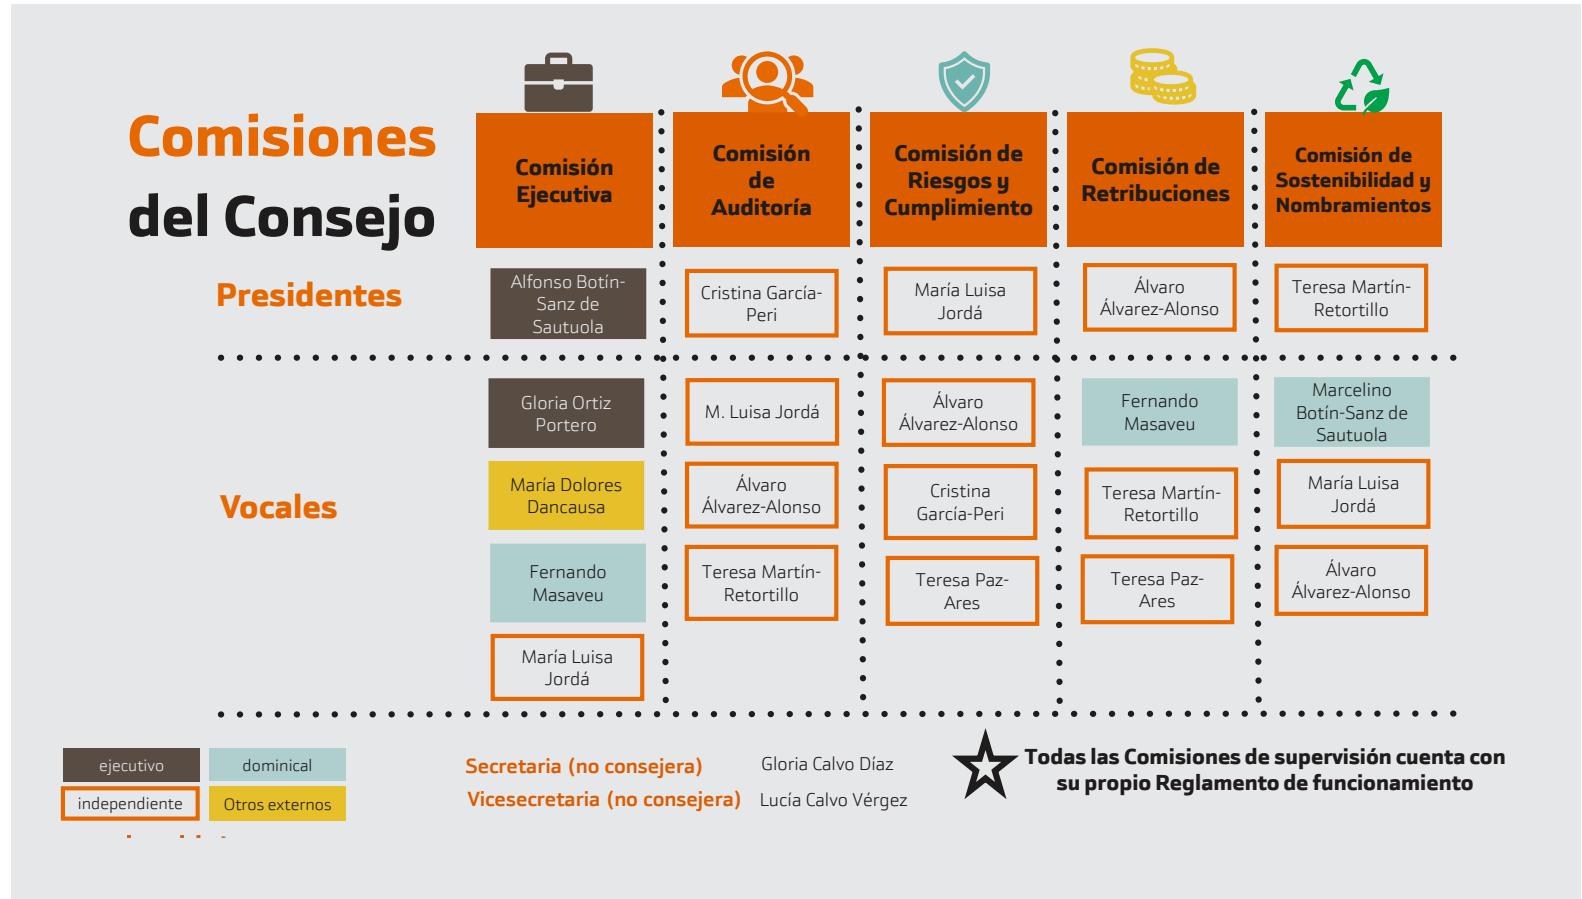 Comisiones
del Consejo
Comisión
Ejecutiva
Comisión
de
Auditoría
Comisión de
Riesgos y
Cumplimiento
Comisión de
Retribuciones
Comisión de
Sostenibilidad y
Nombramientos
Presidentes
Alfonso Botín-
Sanz de
Sautuola
Cristina García-
Peri
María Luisa
Jordá
Álvaro
Álvarez-Alonso
Teresa Martín-
Retortillo
Vocales
Gloria Ortiz
Portero
María Dolores
Dancausa
Fernando
Masaveu
María Luisa
Jordá
M. Luisa Jordá
Álvaro
Álvarez-Alonso
Teresa Martín-
Retortillo
Álvaro
Álvarez-Alonso
Cristina
García-Peri
Teresa Paz-
Ares
Fernando
Masaveu
Teresa Martín-
Retortillo
Teresa Paz-
Ares
Marcelino
Botín-Sanz de
Sautuola
María Luisa
Jordá
Álvaro
Álvarez-Alonso
ejecutivo
dominical
independiente
Otros externos
Secretaria (no consejera)
Gloria Calvo Díaz
Vicesecretaria (no consejera)
Lucía Calvo Vérgez
Todas las Comisiones de supervisión cuenta con
su propio Reglamento de funcionamiento